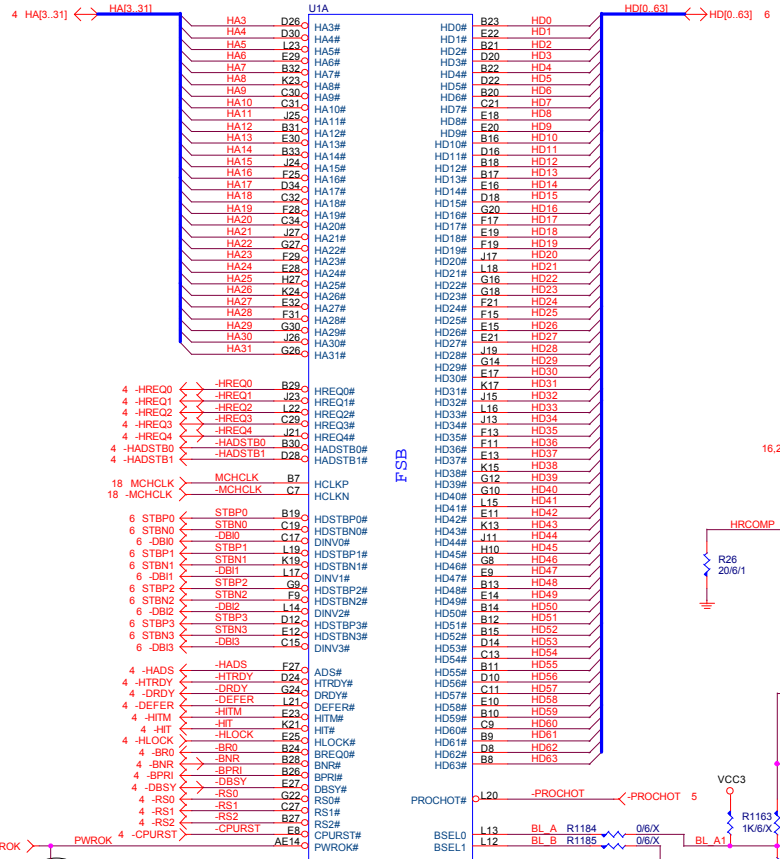 4 HA[3..31] HA[3..31] U1A HD[0..63] HD[0..63] 6
HA3 D26 HA3#
HA4 D30 HA4#
HA5 L23 HA5#
HA6 E29 HA6#
HA7 B32 HA7#
HA8 K23 HA8#
HA9 C30 HA9#
HA10 C31 HA10#
HA11 J25 HA11#
HA12 B31 HA12#
HA13 E30 HA13#
HA14 B33 HA14#
HA15 J24 HA15#
HA16 F25 HA16#
HA17 D34 HA17#
HA18 C32 HA18#
HA19 F28 HA19#
HA20 C34 HA20#
HA21 J27 HA21#
HA22 G27 HA22#
HA23 F29 HA23#
HA24 E28 HA24#
HA25 H27 HA25#
HA26 K24 HA26#
HA27 E32 HA27#
HA28 F31 HA28#
HA29 G30 HA29#
HA30 J26 HA30#
HA31 G26 HA31#
4 -HREQ0 -HREQ0 B29 HREQ0#
4 -HREQ1 -HREQ1 J23 HREQ1#
4 -HREQ2 -HREQ2 L22 HREQ2#
4 -HREQ3 -HREQ3 C29 HREQ3#
4 -HREQ4 -HREQ4 J21 HREQ4#
4 -HADSTB0 -HADSTB0 B30 HADSTB0#
4 -HADSTB1 -HADSTB1 D28 HADSTB1#
18 MCHCLK MCHCLK B7 HCLKP
18 -MCHCLK -MCHCLK C7 HCLKN
6 STBP0 STBP0 B19 HDSTBP0#
6 STBN0 STBN0 C19 HDSTBN0#
6 -DBI0 -DBI0 C17 DINV0#
6 STBP1 STBP1 L19 HDSTBP1#
6 STBN1 STBN1 K19 HDSTBN1#
6 -DBI1 -DBI1 L17 DINV1#
6 STBP2 STBP2 G9 HDSTBP2#
6 STBN2 STBN2 F9 HDSTBN2#
6 -DBI2 -DBI2 L14 DINV2#
6 STBP3 STBP3 D12 HDSTBP3#
6 STBN3 STBN3 E12 HDSTBN3#
6 -DBI3 -DBI3 C15 DINV3#
4 -HADS -HADS F27 ADS#
4 -HTRDY -HTRDY D24 HTRDY#
4 -DRDY -DRDY G24 DRDY#
4 -DEFER -DEFER L21 DEFER#
4 -HITM -HITM E23 HITM#
4 -HIT -HIT K21 HIT#
4 -HLOCK -HLOCK E25 HLOCK#
4 -BR0 -BR0 B24 BREQ0#
4 -BNR -BNR B28 BNR#
4 -BPRI -BPRI B26 BPRI#
4 -DBSY -DBSY E27 DBSY#
4 -RS0 -RS0 G22 RS0#
4 -RS1 -RS1 C27 RS1#
4 -RS2 -RS2 B27 RS2#
4 -CPURST -CPURST E8 CPURST#
ROK PWROK AE14 PWROK#
FSB
HD0# B23 HD0
HD1# E22 HD1
HD2# B21 HD2
HD3# D20 HD3
HD4# B22 HD4
HD5# D22 HD5
HD6# B20 HD6
HD7# C21 HD7
HD8# E18 HD8
HD9# E20 HD9
HD10# B16 HD10
HD11# D16 HD11
HD12# B18 HD12
HD13# B17 HD13
HD14# E16 HD14
HD15# D18 HD15
HD16# G20 HD16
HD17# F17 HD17
HD18# E19 HD18
HD19# F19 HD19
HD20# J17 HD20
HD21# L18 HD21
HD22# G16 HD22
HD23# G18 HD23
HD24# F21 HD24
HD25# F15 HD25
HD26# E15 HD26
HD27# E21 HD27
HD28# J19 HD28
HD29# G14 HD29
HD30# E17 HD30
HD31# K17 HD31
HD32# J15 HD32
HD33# L16 HD33
HD34# J13 HD34
HD35# F13 HD35
HD36# F11 HD36
HD37# E13 HD37
HD38# K15 HD38
HD39# G12 HD39
HD40# G10 HD40
HD41# L15 HD41
HD42# E11 HD42
HD43# K13 HD43
HD44# J11 HD44
HD45# H10 HD45
HD46# G8 HD46
HD47# E9 HD47
HD48# B13 HD48
HD49# E14 HD49
HD50# B14 HD50
HD51# B12 HD51
HD52# B15 HD52
HD53# D14 HD53
HD54# C13 HD54
HD55# B11 HD55
HD56# D10 HD56
HD57# C11 HD57
HD58# E10 HD58
HD59# B10 HD59
HD60# C9 HD60
HD61# B9 HD61
HD62# D8 HD62
HD63# B8 HD63
PROCHOT# L20 -PROCHOT -PROCHOT 5
BSEL0 L13 BL_A R1184 0/6/X
BSEL1 L12 BL_B R1185 0/6/X BL_A1
16,2
HRCOMP
R26
20/6/1
VCC3
R1163
1K/6/X